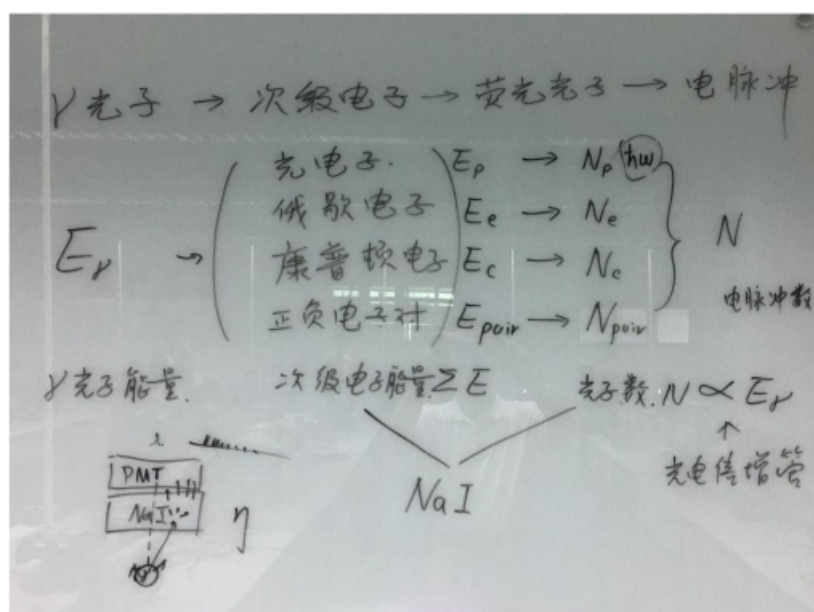 γ光子 → 次级电子 → 荧光光子 → 电脉冲
光电子. Ep → Np ħω
俄歇电子 Ee → Ne
Eγ → 康普顿电子 Ec → Nc N
电脉冲数
正负电子对 Epair → Npair
γ光子能量. 次级电子能量ΣE 光子数.N ∝ Eγ
↑
光电倍增管
PMT
NaI
NaI η